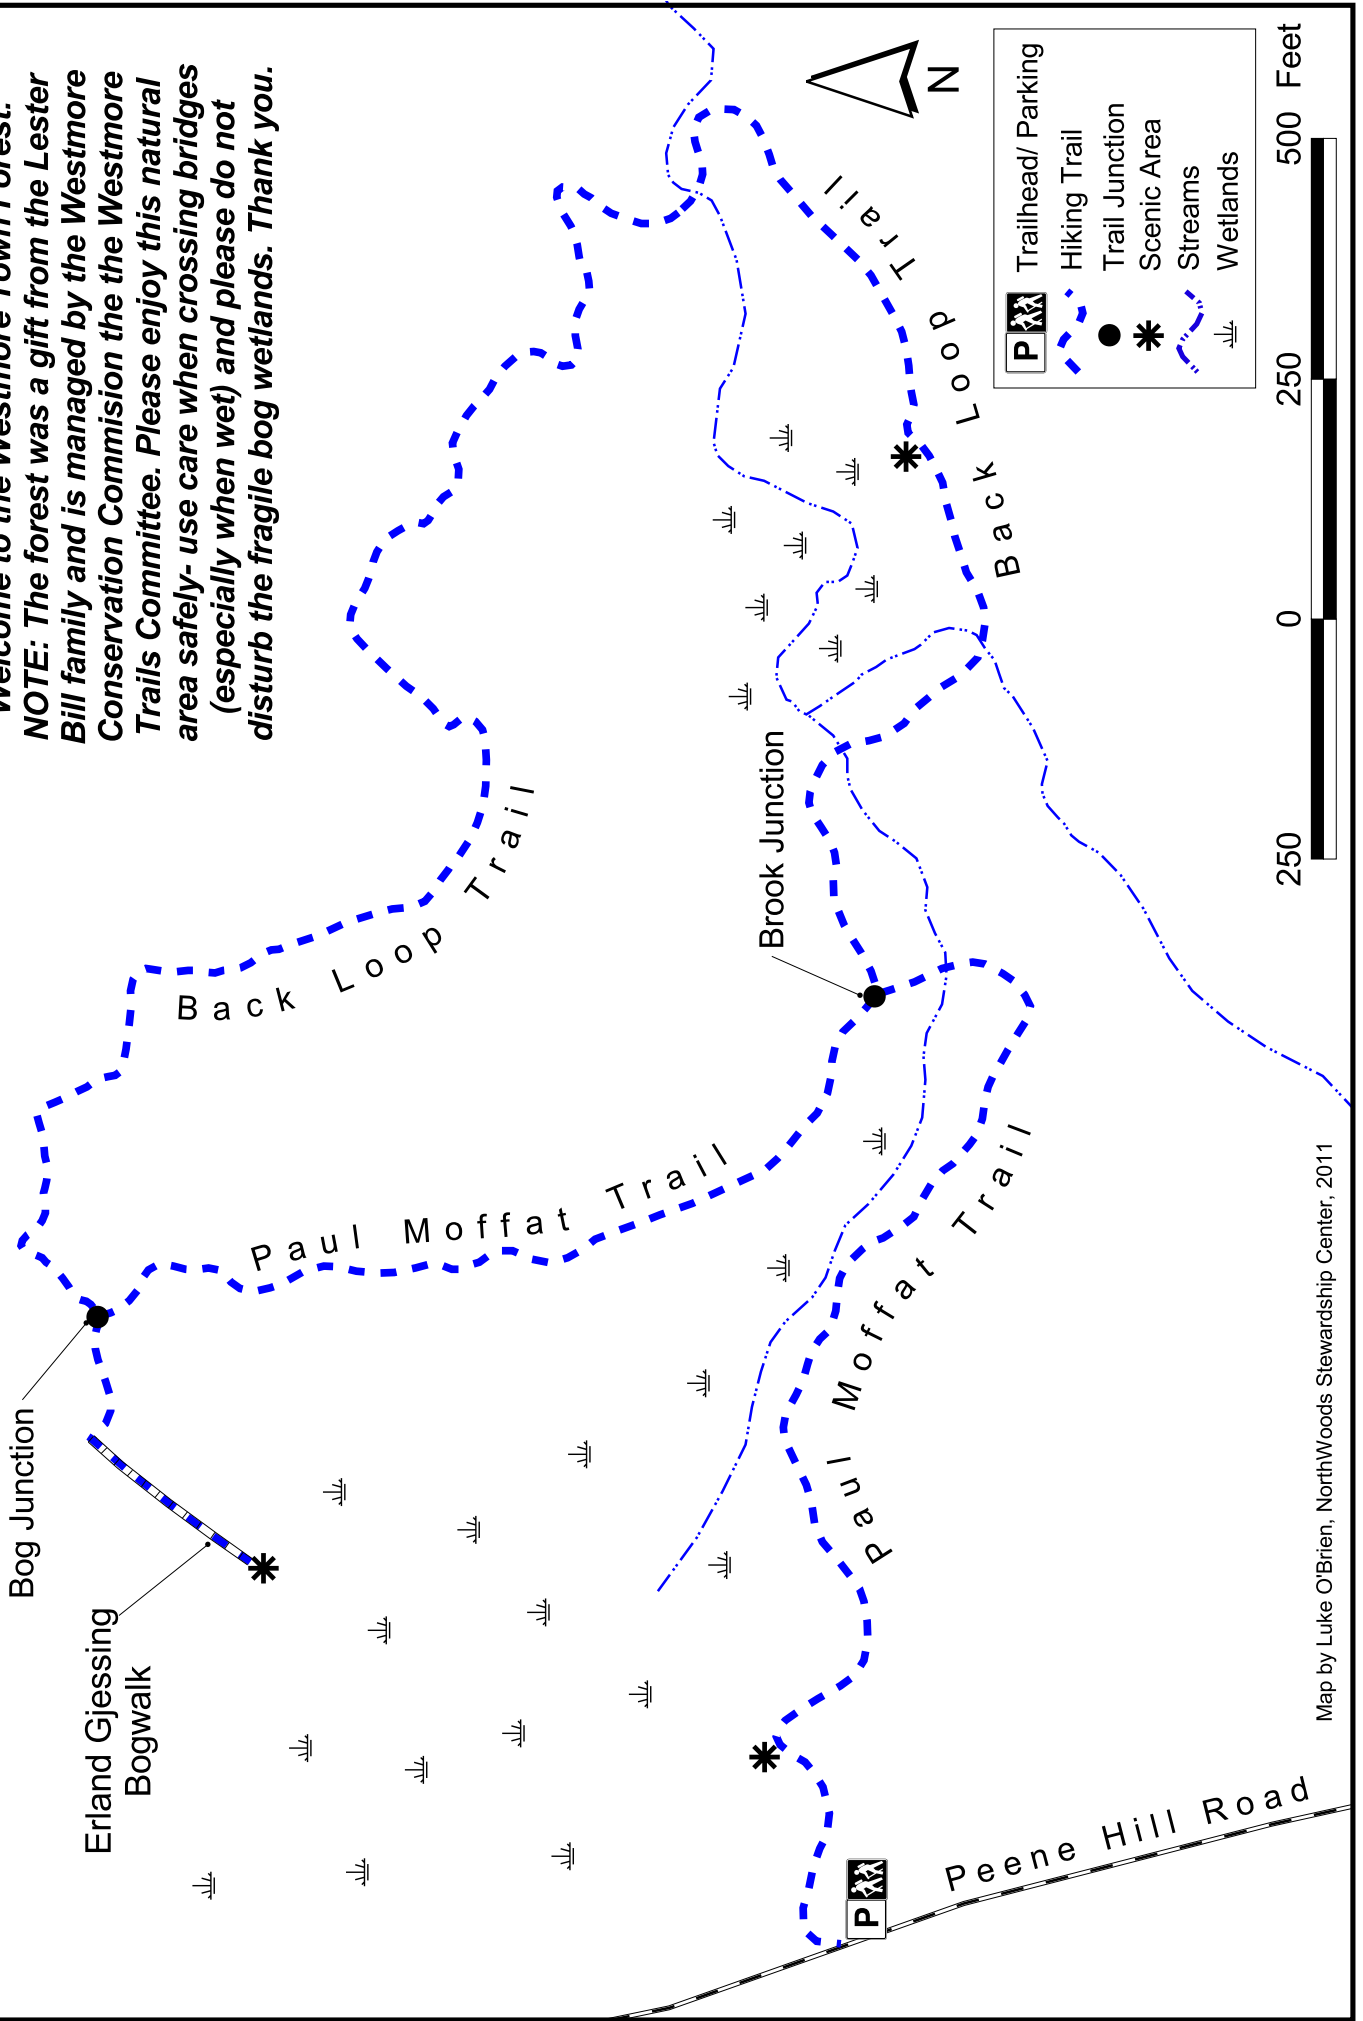 Welcome to the Westmore Town Forest.
NOTE: The forest was a gift from the Lester
Bill family and is managed by the Westmore
Conservation Commision the the Westmore
Trails Committee. Please enjoy this natural
area safely- use care when crossing bridges
(especially when wet) and please do not
disturb the fragile bog wetlands. Thank you.
Bog Junction
Erland Gjessing
Bogwalk
Back Loop Trail
Paul Moffat Trail
Brook Junction
Paul Moffat Trail
Back Loop Trail
Peene Hill Road
P
N
P Trailhead/ Parking
Hiking Trail
Trail Junction
Scenic Area
Streams
Wetlands
250 0 250 500 Feet
Map by Luke O'Brien, NorthWoods Stewardship Center, 2011